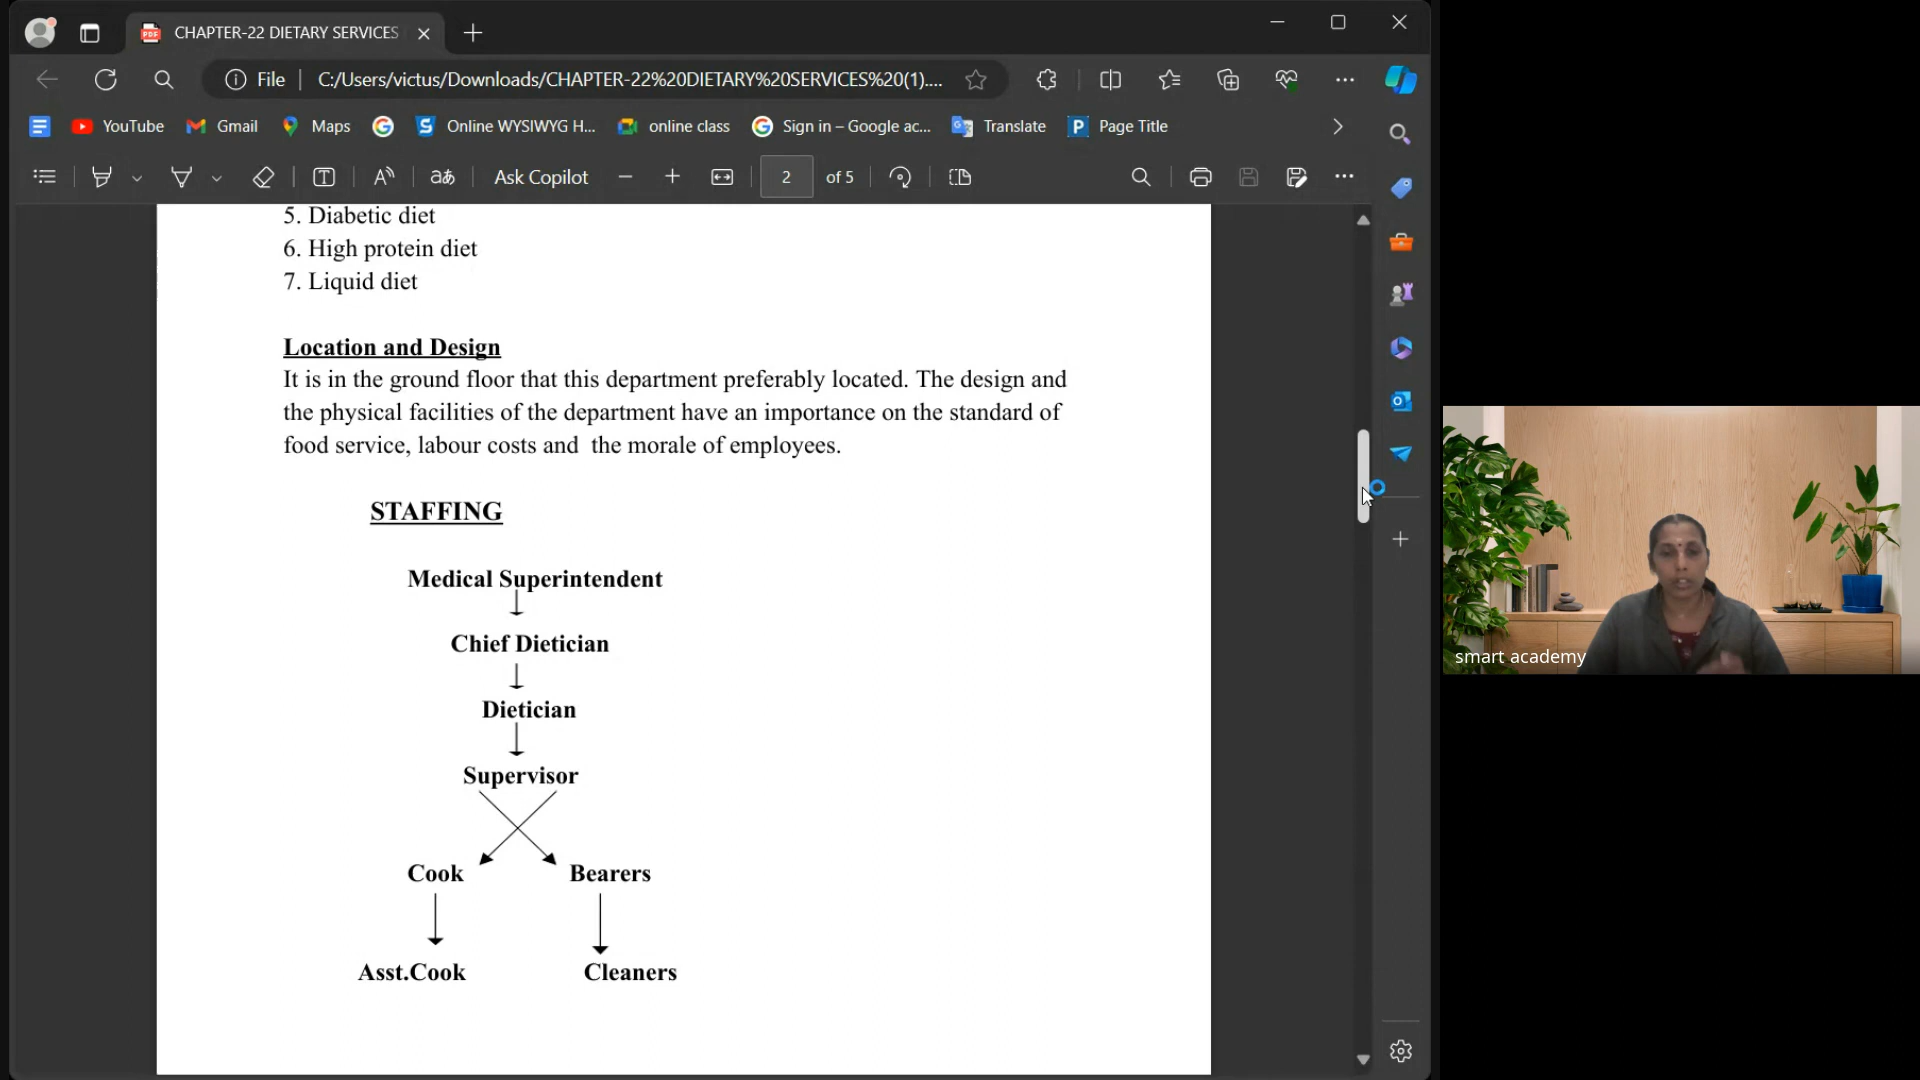 CHAPTER-22 DIETARY SERVICES
File
C:/Users/victus/Downloads/CHAPTER-22%20DIETARY%20SERVICES%20(1)....
YouTube Gmail Maps Online WYSIWYG H... online class Sign in – Google ac... Translate Page Title
Ask Copilot 2 of 5
5. Diabetic diet
6. High protein diet
7. Liquid diet
Location and Design
It is in the ground floor that this department preferably located. The design and
the physical facilities of the department have an importance on the standard of
food service, labour costs and the morale of employees.
STAFFING
Medical Superintendent
Chief Dietician
Dietician
Supervisor
Cook Bearers
Asst.Cook Cleaners
smart academy